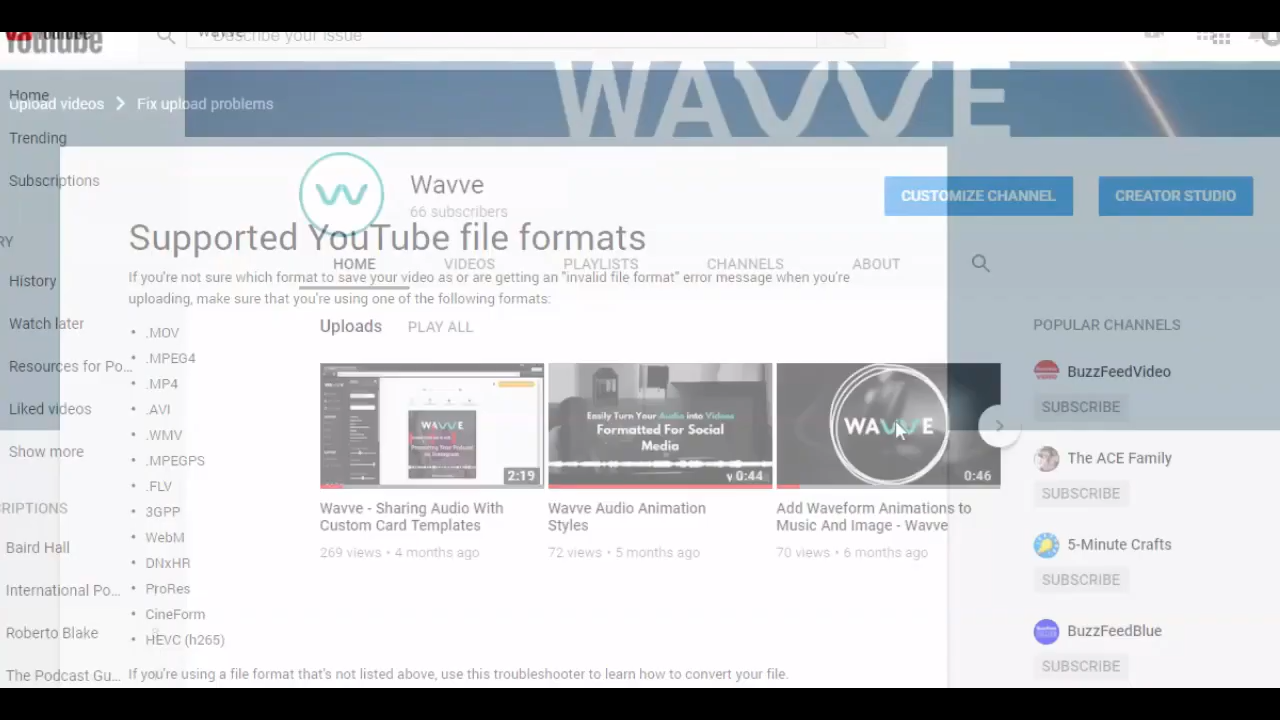 YouTube
Describe your issue
Home
Upload videos
Fix upload problems
WAVVE
Trending
Subscriptions
Wavve
66 subscribers
CUSTOMIZE CHANNEL
CREATOR STUDIO
Supported YouTube file formats
RY
HOME
VIDEOS
PLAYLISTS
CHANNELS
ABOUT
If you're not sure which format to save your video as or are getting an "invalid file format" error message when you're
uploading, make sure that you're using one of the following formats:
History
Watch later
Resources for Po...
Liked videos
Show more
Uploads
PLAY ALL
POPULAR CHANNELS
.MOV
.MPEG4
.MP4
.AVI
.WMV
.MPEGPS
.FLV
3GPP
WebM
DNxHR
ProRes
CineForm
HEVC (h265)
WAVVE
2:19
Easily Turn Your Audio into Videos
Formatted For Social
Media
0:44
WAVVE
0:46
Wavve - Sharing Audio With
Custom Card Templates
269 views • 4 months ago
Wavve Audio Animation
Styles
72 views • 5 months ago
Add Waveform Animations to
Music And Image - Wavve
70 views • 6 months ago
BuzzFeedVideo
SUBSCRIBE
The ACE Family
SUBSCRIBE
5-Minute Crafts
SUBSCRIBE
BuzzFeedBlue
SUBSCRIBE
RIPTIONS
Baird Hall
International Po...
Roberto Blake
The Podcast Gu...
If you're using a file format that's not listed above, use this troubleshooter to learn how to convert your file.